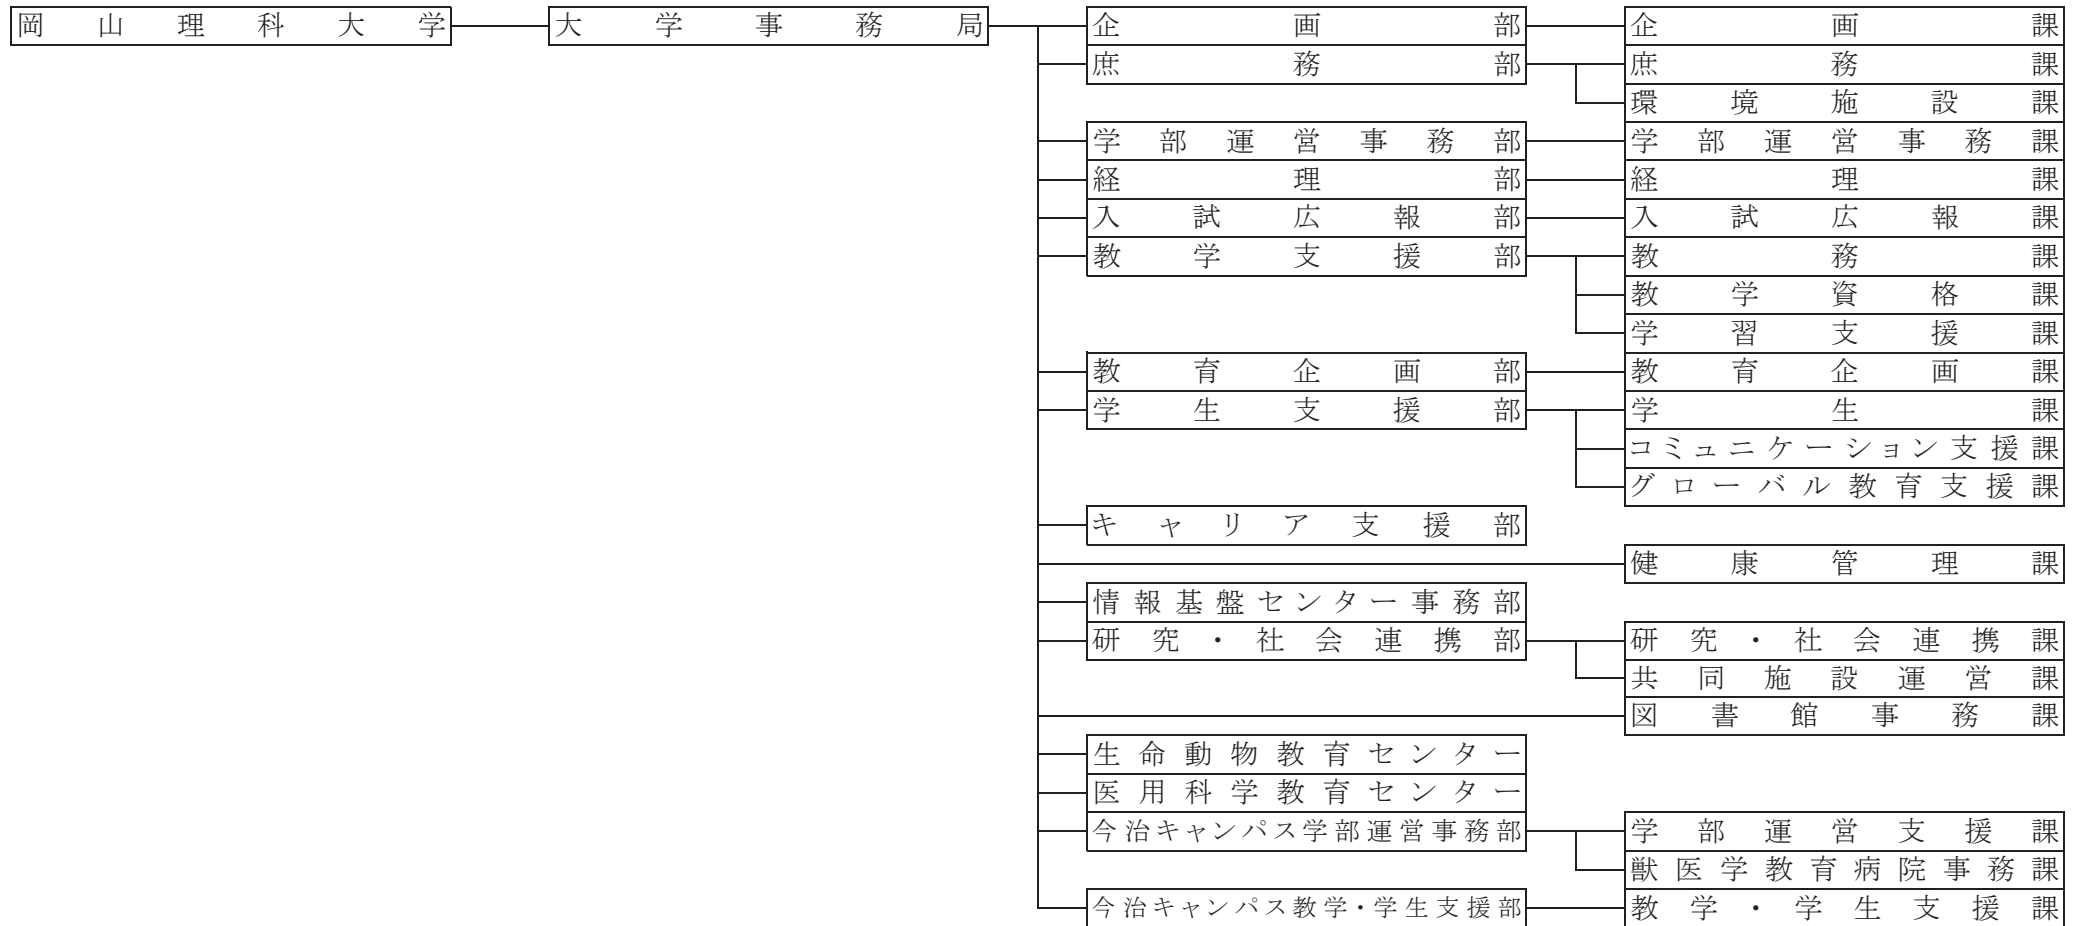 岡山理科大学 大学事務局 企画部 企画課
庶務部 庶務課
環境施設課
学部運営事務部 学部運営事務課
経理部 経理課
入試広報部 入試広報課
教学支援部 教務課
教学資格課
学習支援課
教育企画部 教育企画課
学生支援部 学生課
コミュニケーション支援課
グローバル教育支援課
キャリア支援部
健康管理課
情報基盤センター事務部
研究・社会連携部 研究・社会連携課
共同施設運営課
図書館事務課
生命動物教育センター
医用科学教育センター
今治キャンパス学部運営事務部 学部運営支援課
獣医学教育病院事務課
今治キャンパス教学・学生支援部 教学・学生支援課